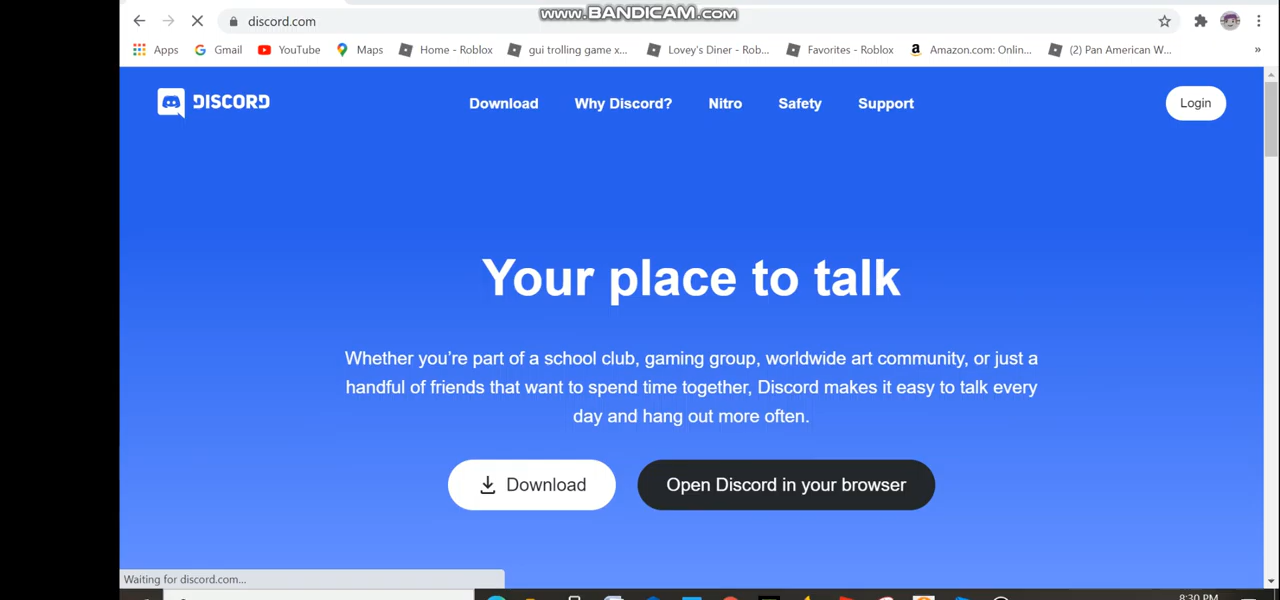 www.BANDICAM.com
discord.com
Apps Gmail YouTube Maps Home - Roblox gui trolling game x... Lovey's Diner - Rob... Favorites - Roblox Amazon.com: Onlin... (2) Pan American W... »
DISCORD Download Why Discord? Nitro Safety Support Login
Your place to talk
Whether you're part of a school club, gaming group, worldwide art community, or just a
handful of friends that want to spend time together, Discord makes it easy to talk every
day and hang out more often.
Download Open Discord in your browser
Waiting for discord.com...
8:30 PM